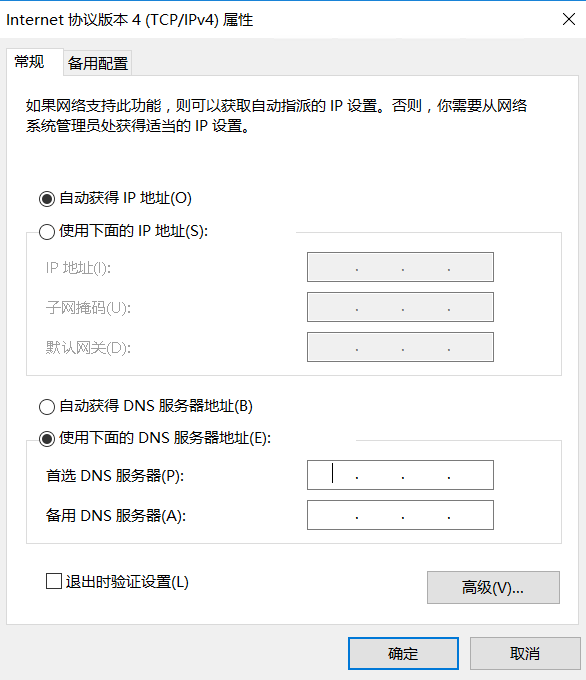 Internet 协议版本 4 (TCP/IPv4) 属性
常规
备用配置
如果网络支持此功能，则可以获取自动指派的 IP 设置。否则，你需要从网络
系统管理员处获得适当的 IP 设置。
自动获得 IP 地址(O)
使用下面的 IP 地址(S):
IP 地址(I):
子网掩码(U):
默认网关(D):
自动获得 DNS 服务器地址(B)
使用下面的 DNS 服务器地址(E):
首选 DNS 服务器(P):
备用 DNS 服务器(A):
退出时验证设置(L)
高级(V)...
确定
取消